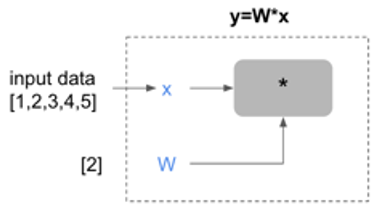 y=W*x
input data
[1,2,3,4,5]
x
*
[2]
W